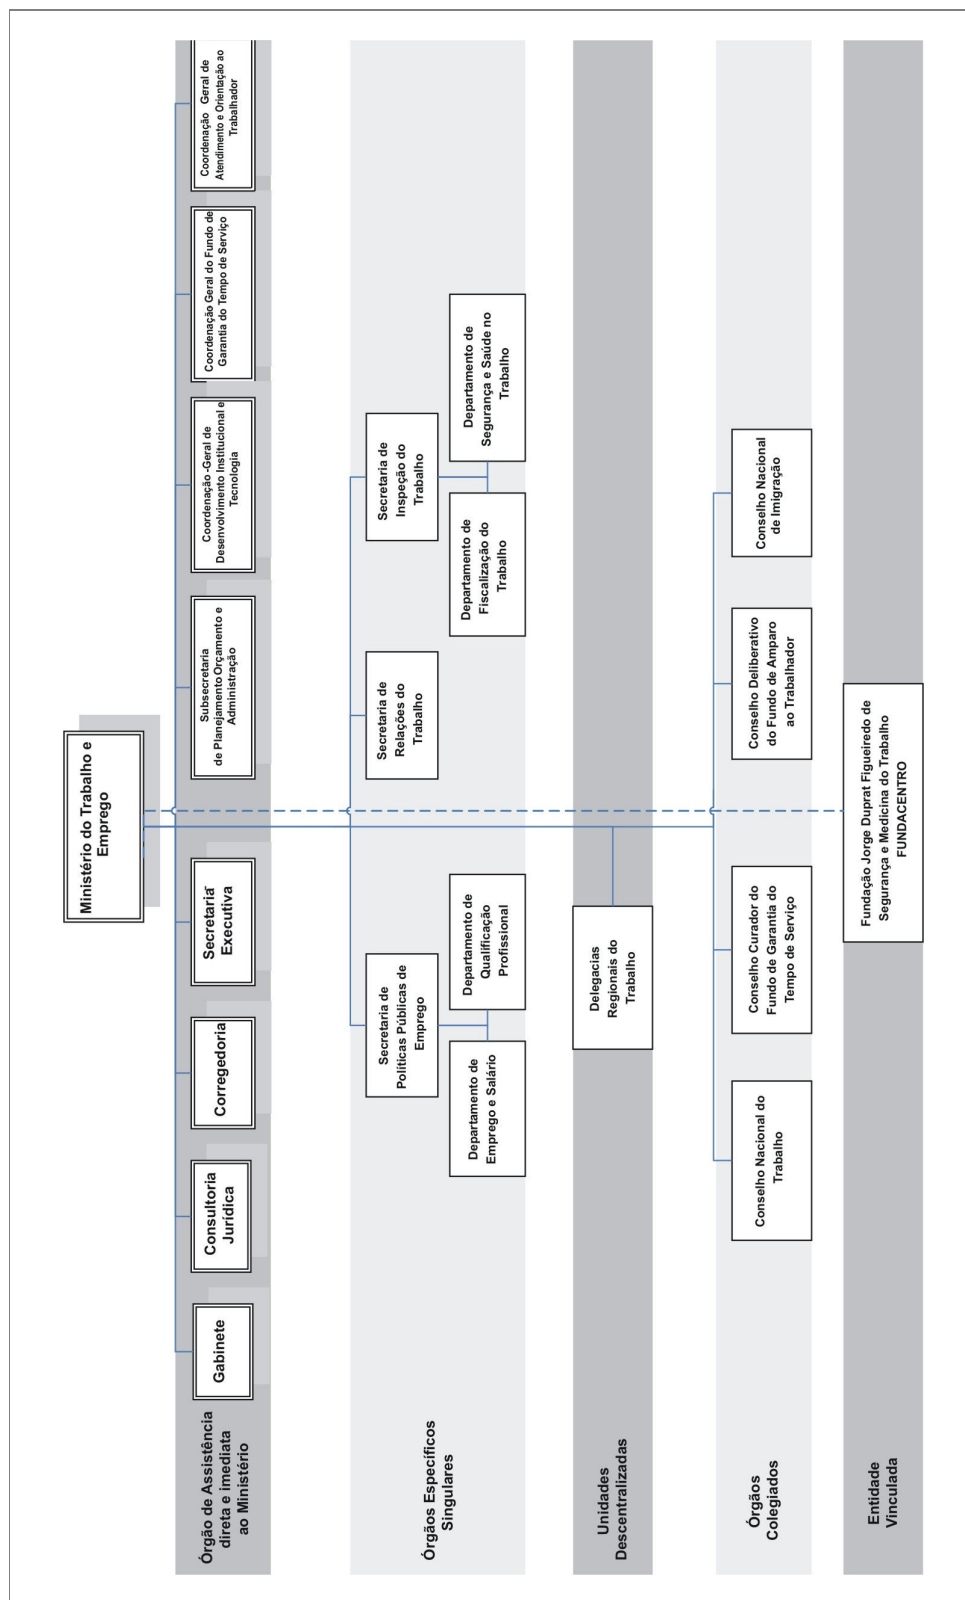 Ministério do Trabalho e
Emprego
Órgão de Assistência
direta e imediata
ao Ministério
Gabinete
Consultoria
Jurídica
Corregedoria
Secretaria
Executiva
Subsecretaria
de Planejamento Orçamento e
Administração
Coordenação -Geral de
Desenvolvimento Institucional e
Tecnologia
Coordenação Geral do Fundo de
Garantia do Tempo de Serviço
Coordenação Geral de
Atendimento e Orientação ao
Trabalhador
Órgãos Específicos
Singulares
Secretaria de
Políticas Públicas de
Emprego
Departamento de
Emprego e Salário
Departamento de
Qualificação
Profissional
Secretaria de
Relações do
Trabalho
Secretaria de
Inspeção do
Trabalho
Departamento de
Fiscalização do
Trabalho
Departamento de
Segurança e Saúde no
Trabalho
Unidades
Descentralizadas
Delegacias
Regionais do
Trabalho
Órgãos
Colegiados
Conselho Nacional do
Trabalho
Conselho Curador do
Fundo de Garantia do
Tempo de Serviço
Conselho Deliberativo
do Fundo de Amparo
ao Trabalhador
Conselho Nacional
de Imigração
Entidade
Vinculada
Fundação Jorge Duprat Figueiredo de
Segurança e Medicina do Trabalho
FUNDACENTRO